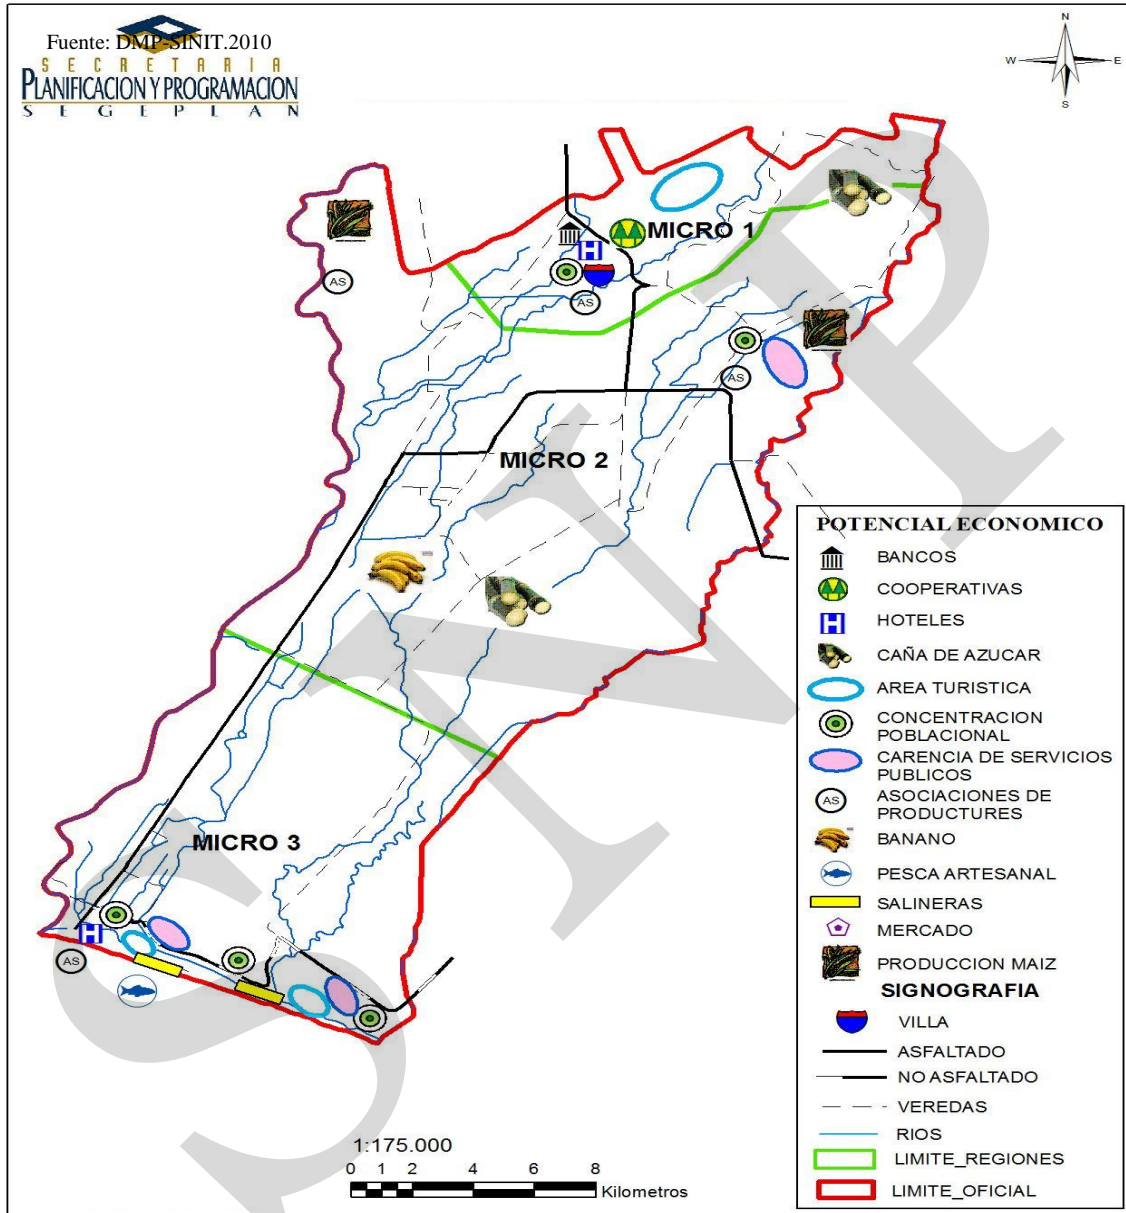 Fuente: DMP-SINIT.2010
SECRETARIA
PLANIFICACION Y PROGRAMACION
SEGEPLAN
N
W
E
S
MICRO 1
H
AS
AS
AS
MICRO 2
MICRO 3
H
AS
SNP
POTENCIAL ECONOMICO
BANCOS
COOPERATIVAS
H HOTELES
CAÑA DE AZUCAR
AREA TURISTICA
CONCENTRACION
POBLACIONAL
CARENCIA DE SERVICIOS
PUBLICOS
AS ASOCIACIONES DE
PRODUCTURES
BANANO
PESCA ARTESANAL
SALINERAS
MERCADO
PRODUCCION MAIZ
SIGNOGRAFIA
VILLA
ASFALTADO
NO ASFALTADO
VEREDAS
RIOS
LIMITE_REGIONES
LIMITE_OFICIAL
1:175.000
0 1 2 4 6 8
Kilometros